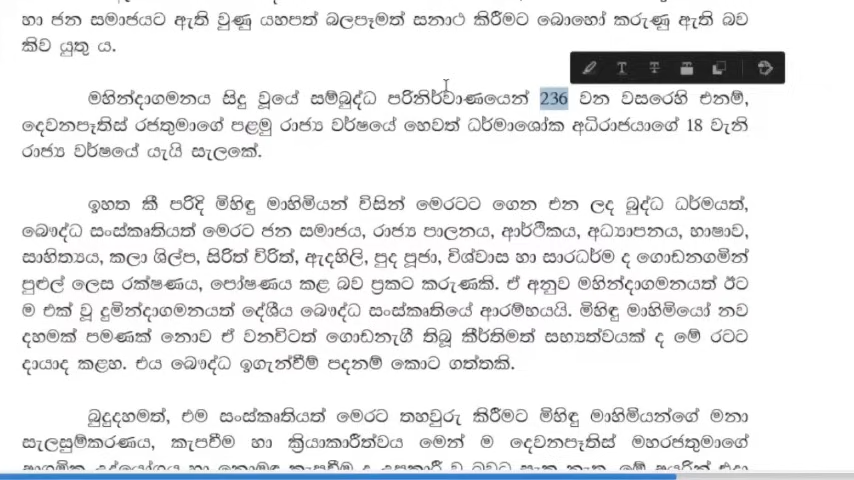 හා ජන සමාජයට ඇති වුණු යහපත් බලපෑමත් සනාථ කිරීමට බොහෝ කරුණු ඇති බව
කිව යුතු ය.
මහින්දාගමනය සිදු වූයේ සම්බුද්ධ පරිනිර්වාණයෙන් 236 වන වසරෙහි එනම්,
දෙවනපෑතිස් රජතුමාගේ පළමු රාජ්‍ය වර්ෂයේ හෙවත් ධර්මාශෝක අධිරාජයාගේ 18 වැනි
රාජ්‍ය වර්ෂයේ යැයි සැලකේ.
ඉහත කී පරිදි මිහිඳු මාහිමියන් විසින් මෙරටට ගෙන එන ලද බුද්ධ ධර්මයත්,
බෞද්ධ සංස්කෘතියත් මෙරට ජන සමාජය, රාජ්‍ය පාලනය, ආර්ථිකය, අධ්‍යාපනය, භාෂාව,
සාහිත්‍යය, කලා ශිල්ප, සිරිත් විරිත්, ඇදහිලි, පුද පූජා, විශ්වාස හා සාරධර්ම ද ගොඩනගමින්
පුළුල් ලෙස රක්ෂණය, පෝෂණය කළ බව ප්‍රකට කරුණකි. ඒ අනුව මහින්දාගමනයත් ඊට
ම එක් වූ දුමින්දාගමනයත් දේශීය බෞද්ධ සංස්කෘතියේ ආරම්භයයි. මිහිඳු මාහිමියෝ නව
දහමක් පමණක් නොව ඒ වනවිටත් ගොඩනැගී තිබූ කීර්තිමත් සභ්‍යත්වයක් ද මේ රටට
දායාද කළහ. එය බෞද්ධ ඉගැන්වීම් පදනම් කොට ගත්තකි.
බුදුදහමත්, එම සංස්කෘතියත් මෙරට තහවුරු කිරීමට මිහිඳු මාහිමියන්ගේ මනා
සැලසුම්කරණය, කැපවීම හා ක්‍රියාකාරීත්වය මෙන් ම දෙවනපෑතිස් මහරජතුමාගේ